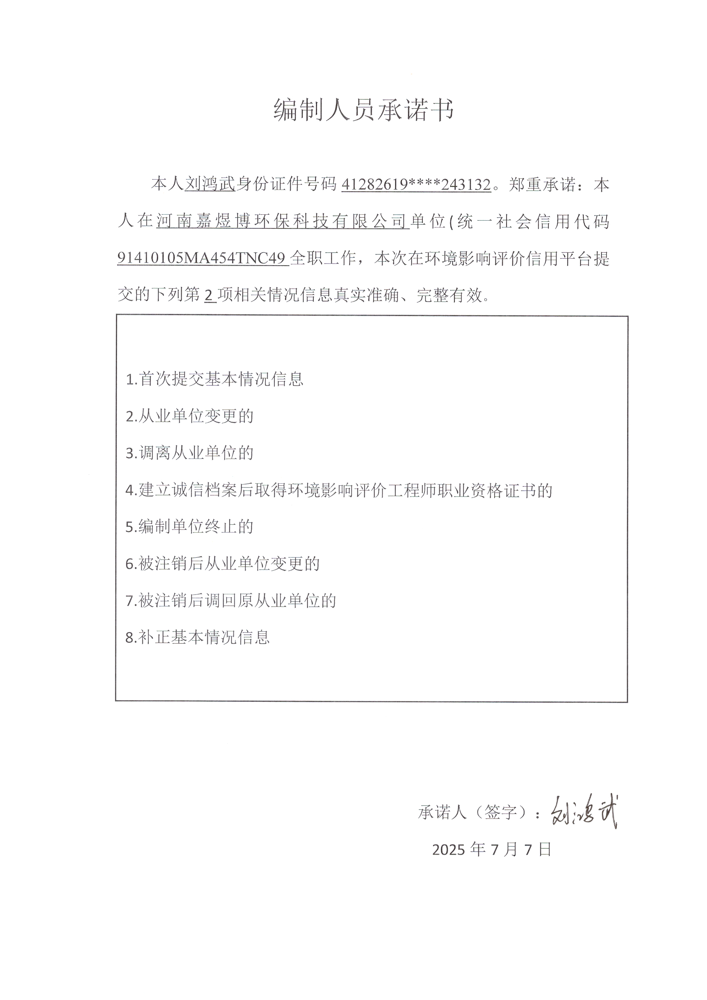 编制人员承诺书
本人刘鸿武身份证件号码 41282619****243132。郑重承诺：本
人在河南嘉煜博环保科技有限公司单位(统一社会信用代码
91410105MA454TNC49 全职工作，本次在环境影响评价信用平台提
交的下列第 2 项相关情况信息真实准确、完整有效。
1.首次提交基本情况信息
2.从业单位变更的
3.调离从业单位的
4.建立诚信档案后取得环境影响评价工程师职业资格证书的
5.编制单位终止的
6.被注销后从业单位变更的
7.被注销后调回原从业单位的
8.补正基本情况信息
承诺人（签字）：刘鸿武
2025 年 7 月 7 日